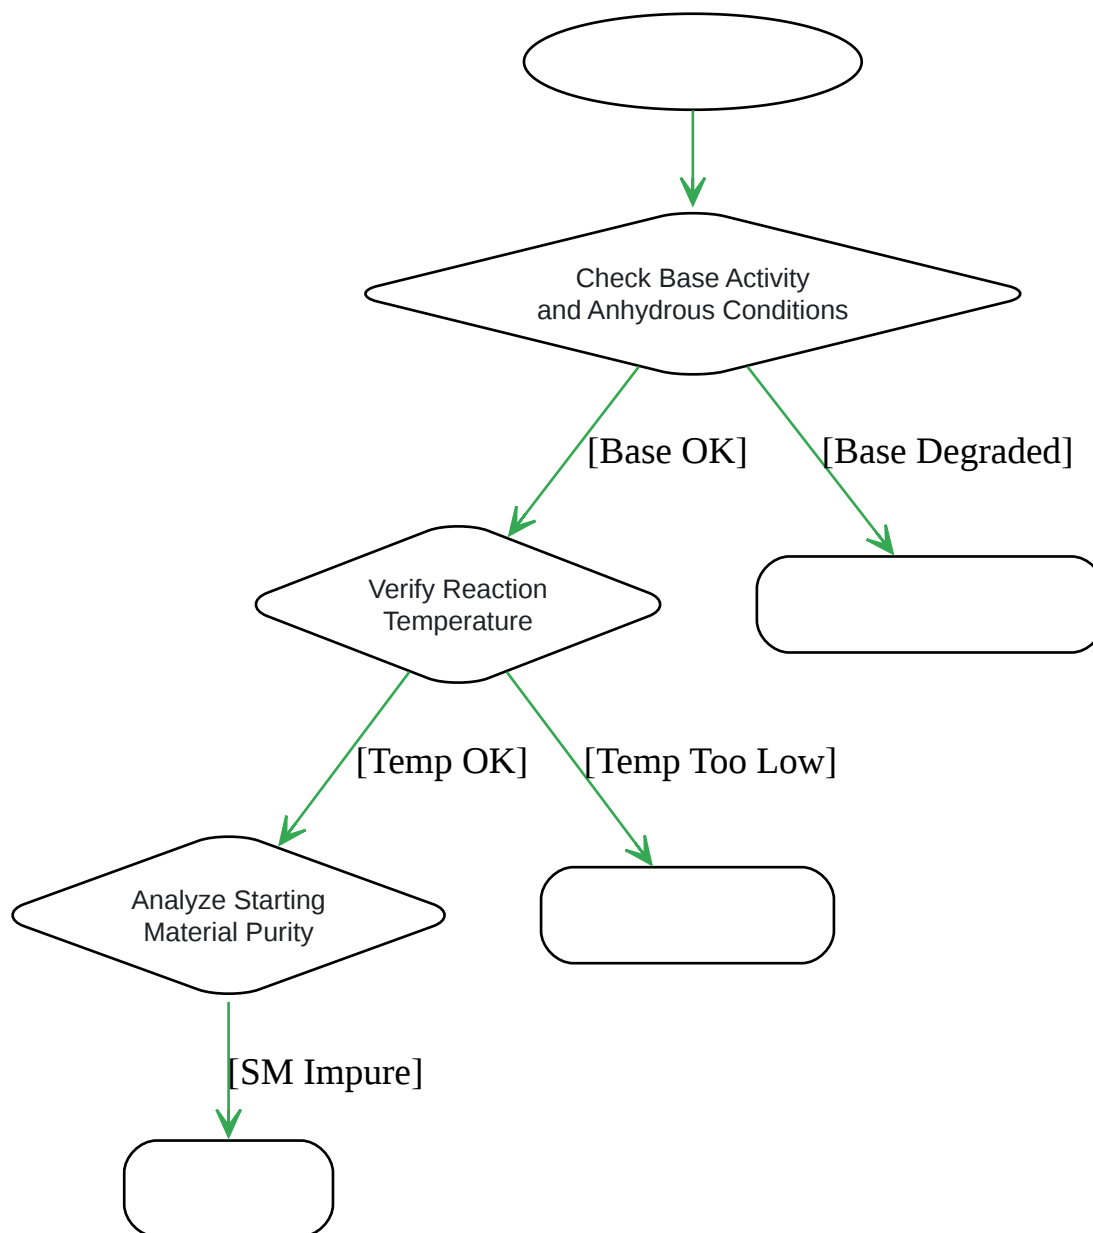 Check Base Activity
and Anhydrous Conditions
[Base OK]
[Base Degraded]
Verify Reaction
Temperature
[Temp OK]
[Temp Too Low]
Analyze Starting
Material Purity
[SM Impure]